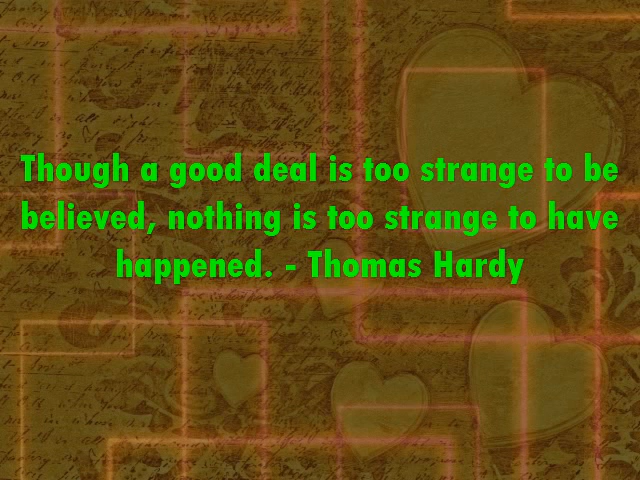 Though a good deal is too strange to be
believed, nothing is too strange to have
happened. - Thomas Hardy